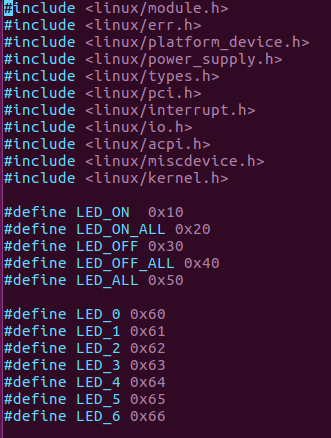 #include <linux/module.h>
#include <linux/err.h>
#include <linux/platform_device.h>
#include <linux/power_supply.h>
#include <linux/types.h>
#include <linux/pci.h>
#include <linux/interrupt.h>
#include <linux/io.h>
#include <linux/acpi.h>
#include <linux/miscdevice.h>
#include <linux/kernel.h>
#define LED_ON  0x10
#define LED_ON_ALL 0x20
#define LED_OFF 0x30
#define LED_OFF_ALL 0x40
#define LED_ALL 0x50
#define LED_0 0x60
#define LED_1 0x61
#define LED_2 0x62
#define LED_3 0x63
#define LED_4 0x64
#define LED_5 0x65
#define LED_6 0x66